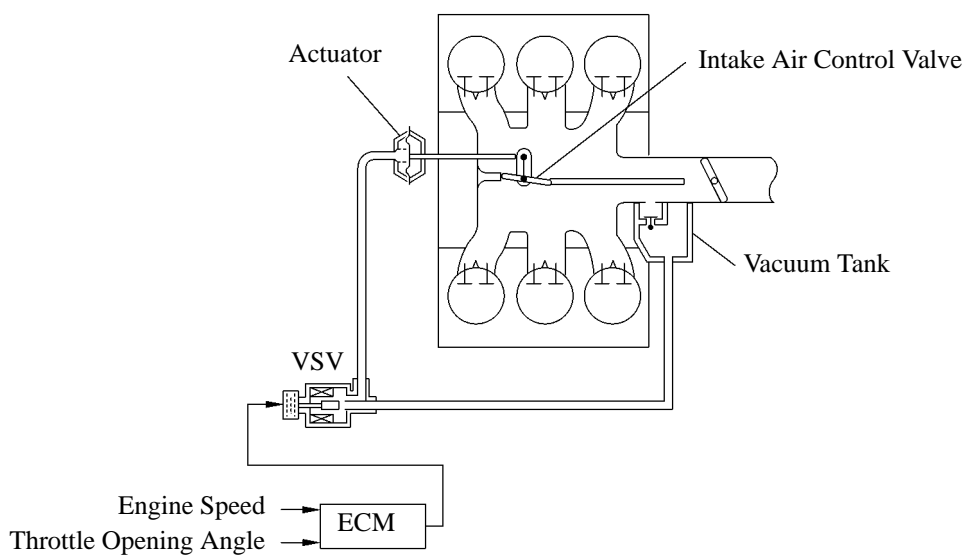 Actuator
Intake Air Control Valve
Vacuum Tank
VSV
Engine Speed
ECM
Throttle Opening Angle